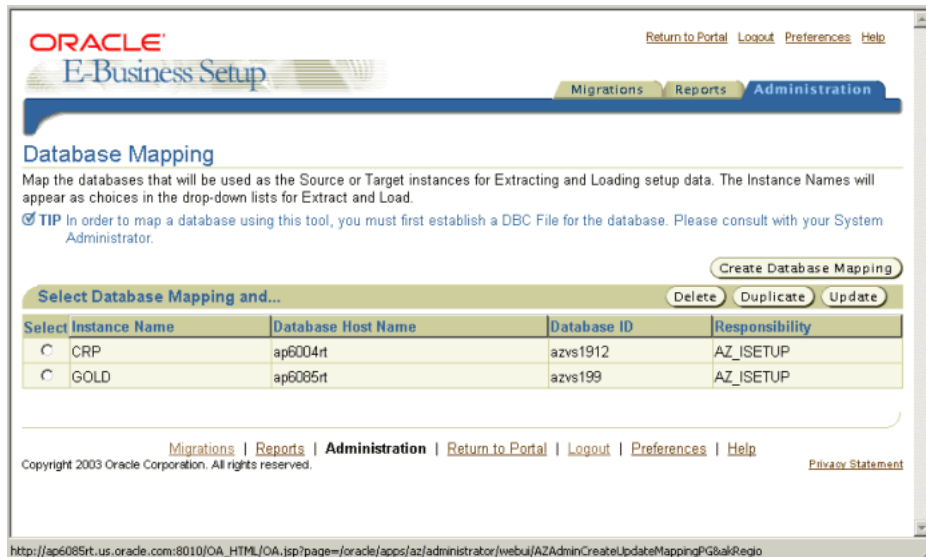 ORACLE
E-Business Setup
Return to Portal Logout Preferences Help
Migrations Reports Administration
Database Mapping
Map the databases that will be used as the Source or Target instances for Extracting and Loading setup data. The Instance Names will
appear as choices in the drop-down lists for Extract and Load.
TIP In order to map a database using this tool, you must first establish a DBC File for the database. Please consult with your System
Administrator.
Create Database Mapping
Select Database Mapping and... Delete Duplicate Update
Select Instance Name Database Host Name Database ID Responsibility
CRP ap6004rt azvs1912 AZ_ISETUP
GOLD ap6085rt azvs199 AZ_ISETUP
Migrations | Reports | Administration | Return to Portal | Logout | Preferences | Help
Copyright 2003 Oracle Corporation. All rights reserved. Privacy Statement
http://ap6085rt.us.oracle.com:8010/OA_HTML/OA.jsp?page=/oracle/apps/az/administrator/webui/AZAdminCreateUpdateMappingPG&akRegio